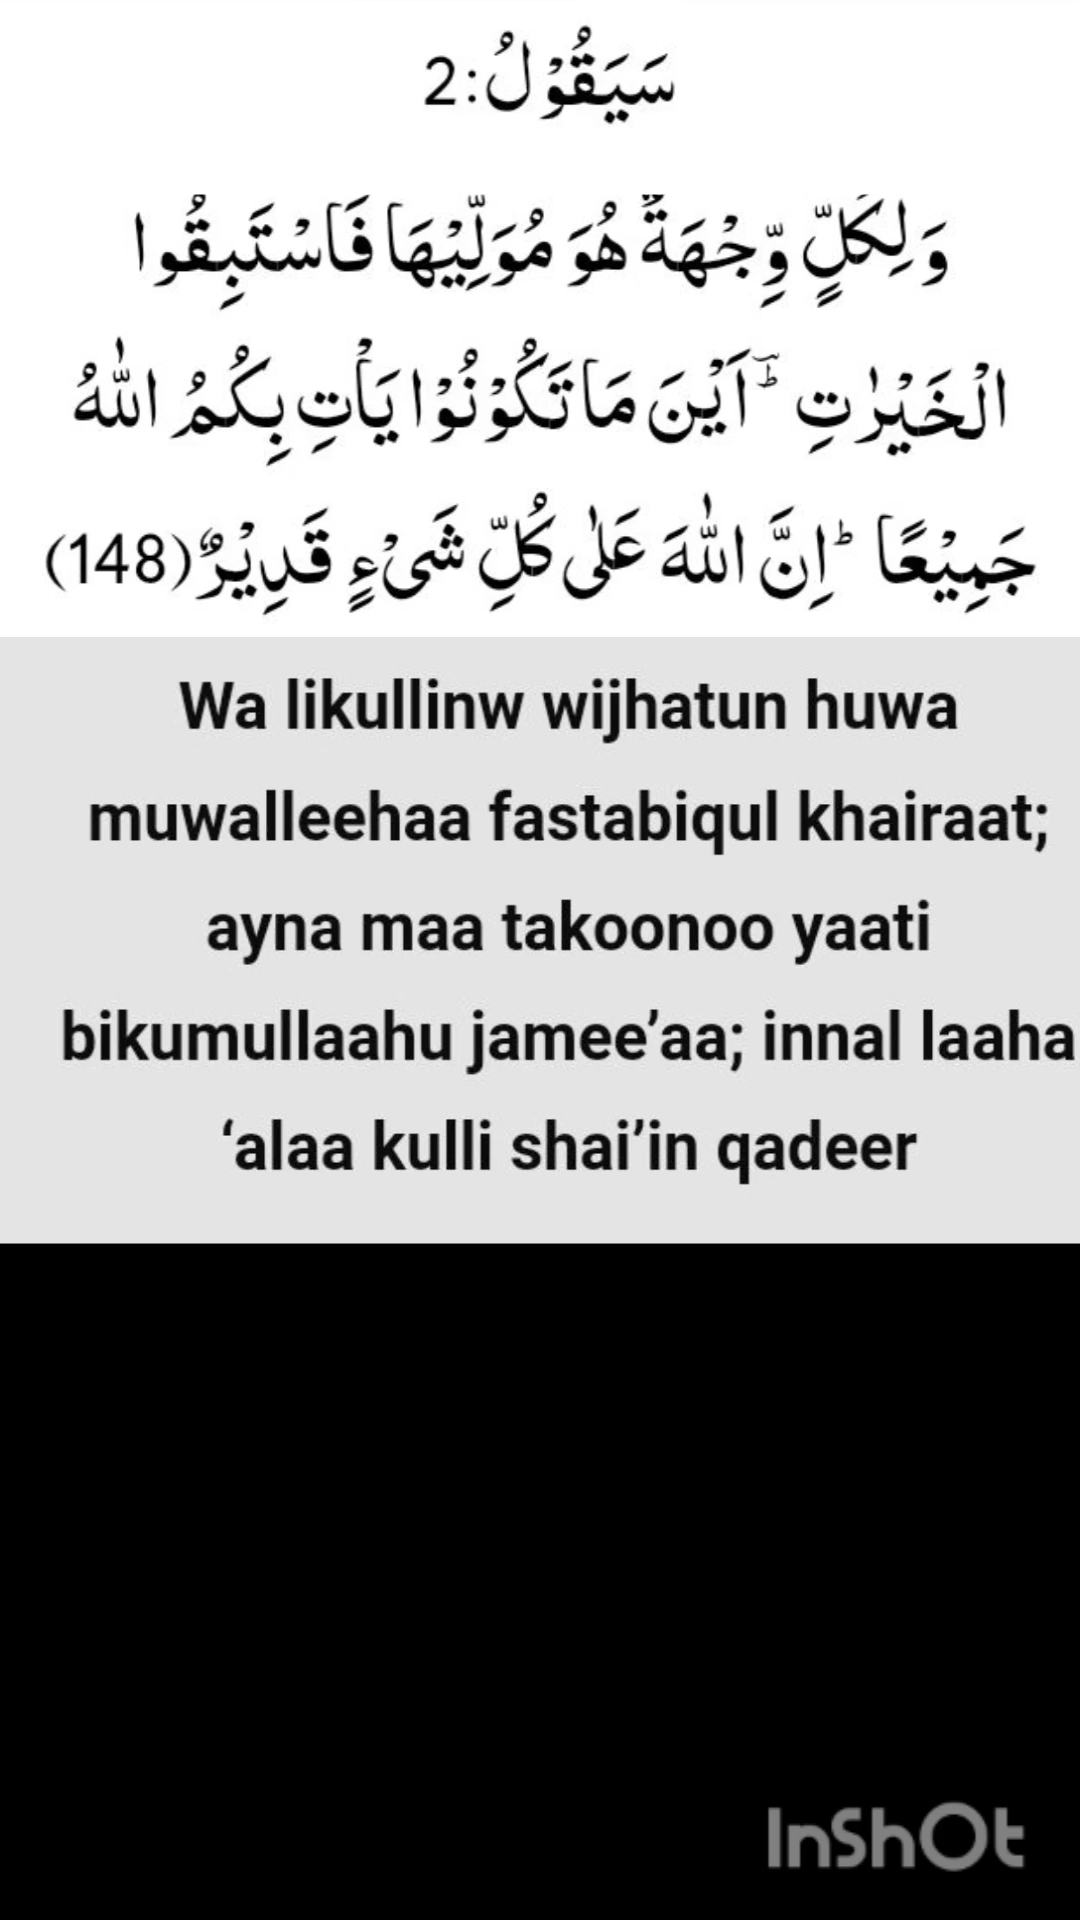 سَيَقُوْلُ:2
وَ لِكُلٍّ وِّجْهَةٌ هُوَ مُوَلِّیْهَا فَاسْتَبِقُوا
الْخَیْرٰتِ ؕؔ اَیْنَ مَا تَكُوْنُوْا یَاْتِ بِكُمُ اللّٰهُ
جَمِیْعًاؕ اِنَّ اللّٰهَ عَلٰى كُلِّ شَیْءٍ قَدِیْرٌ(148)
Wa likullinw wijhatun huwa
muwalleehaa fastabiqul khairaat;
ayna maa takoonoo yaati
bikumullaahu jamee’aa; innal laaha
‘alaa kulli shai’in qadeer
InShOt